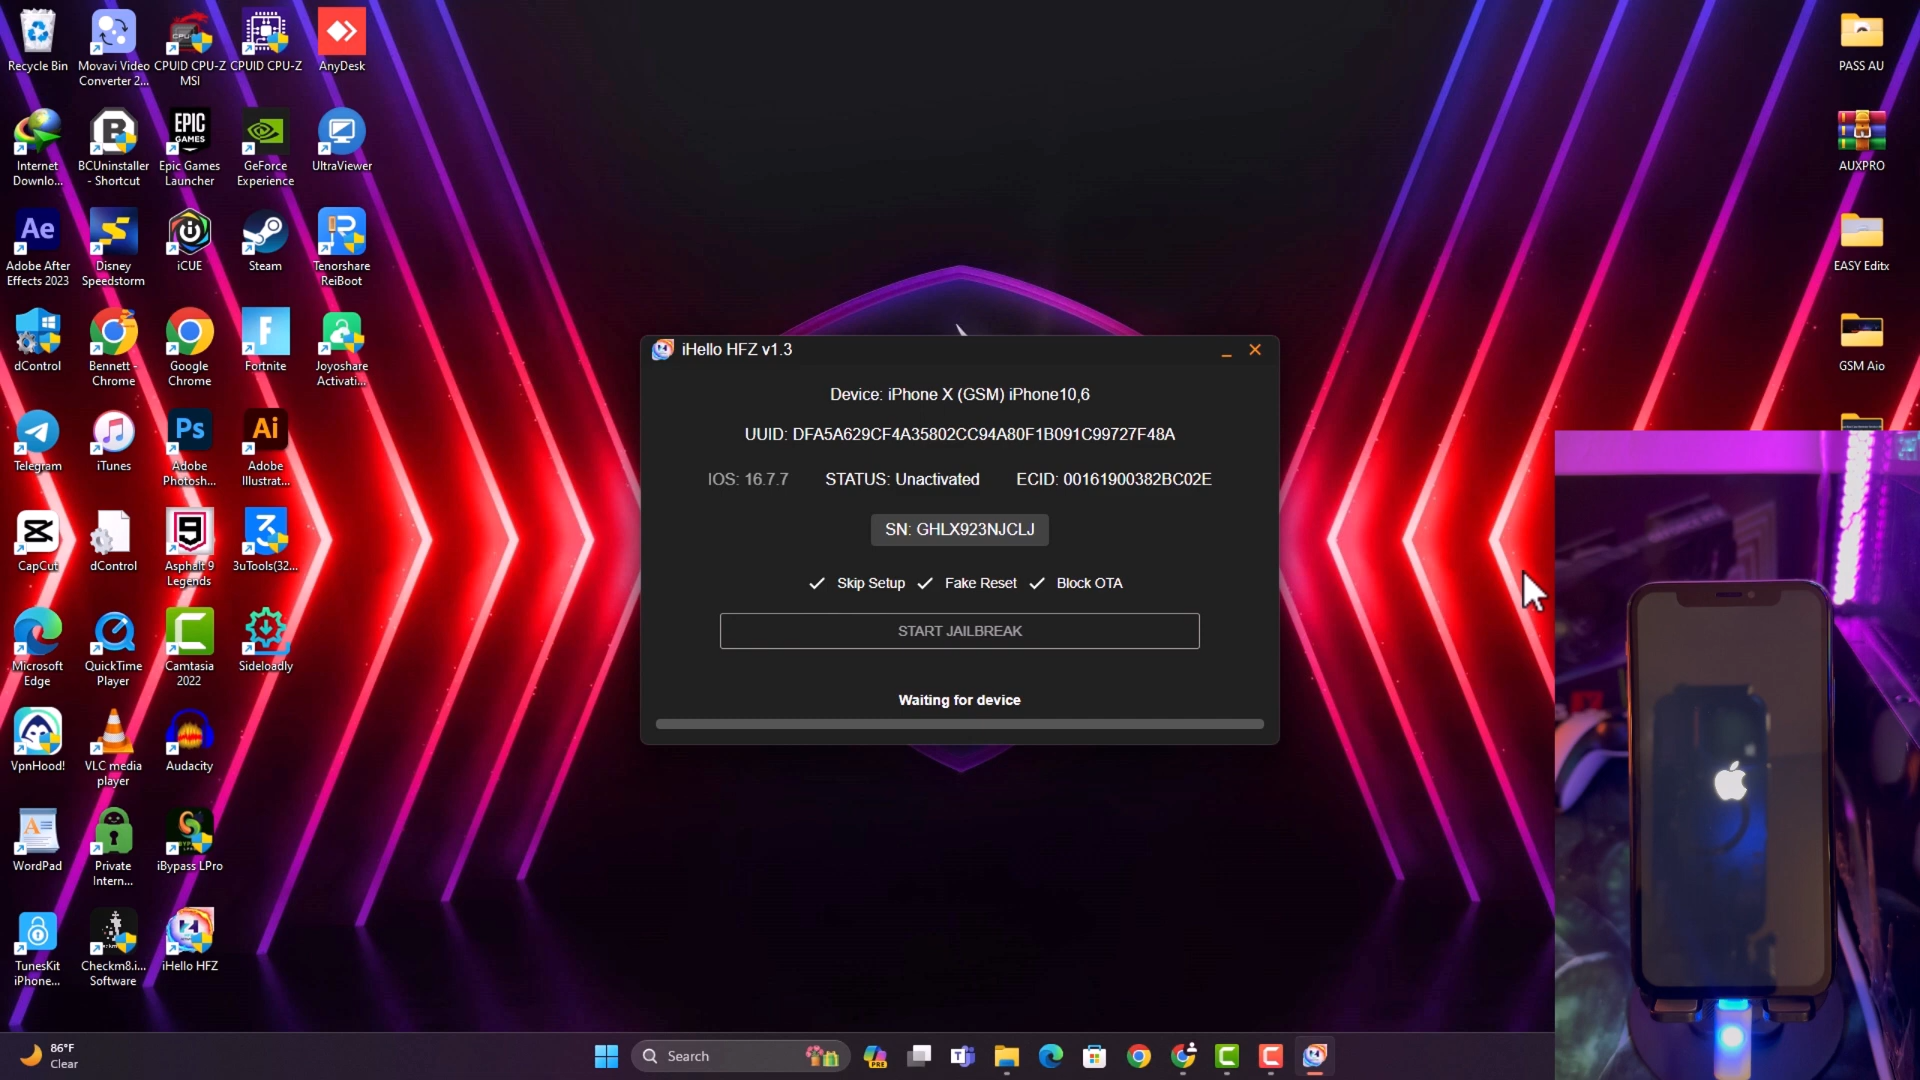 Recycle Bin
Movavi Video
Converter 2...
CPUID CPU-Z
MSI
CPUID CPU-Z
AnyDesk
PASS AU
Internet
Downlo...
BCUninstaller
- Shortcut
EPIC
GAMES
Epic Games
Launcher
GeForce
Experience
UltraViewer
AUXPRO
Ae
Adobe After
Effects 2023
Disney
Speedstorm
iCUE
Steam
Tenorshare
ReiBoot
EASY Editx
dControl
Bennett -
Chrome
Google
Chrome
Fortnite
Joyoshare
Activati...
GSM Aio
Telegram
iTunes
Ps
Adobe
Photosh...
Ai
Adobe
Illustrat...
CapCut
dControl
Asphalt 9
Legends
3uTools(32...
Microsoft
Edge
QuickTime
Player
Camtasia
2022
Sideloadly
VpnHood!
VLC media
player
Audacity
WordPad
Private
Intern...
iBypass LPro
TunesKit
iPhone...
Checkm8.i...
Software
iHello HFZ
iHello HFZ v1.3
Device: iPhone X (GSM) iPhone10,6
UUID: DFA5A629CF4A35802CC94A80F1B091C99727F48A
IOS: 16.7.7 STATUS: Unactivated ECID: 00161900382BC02E
SN: GHLX923NJCLJ
Skip Setup Fake Reset Block OTA
START JAILBREAK
Waiting for device
86°F
Clear
Search
PRE